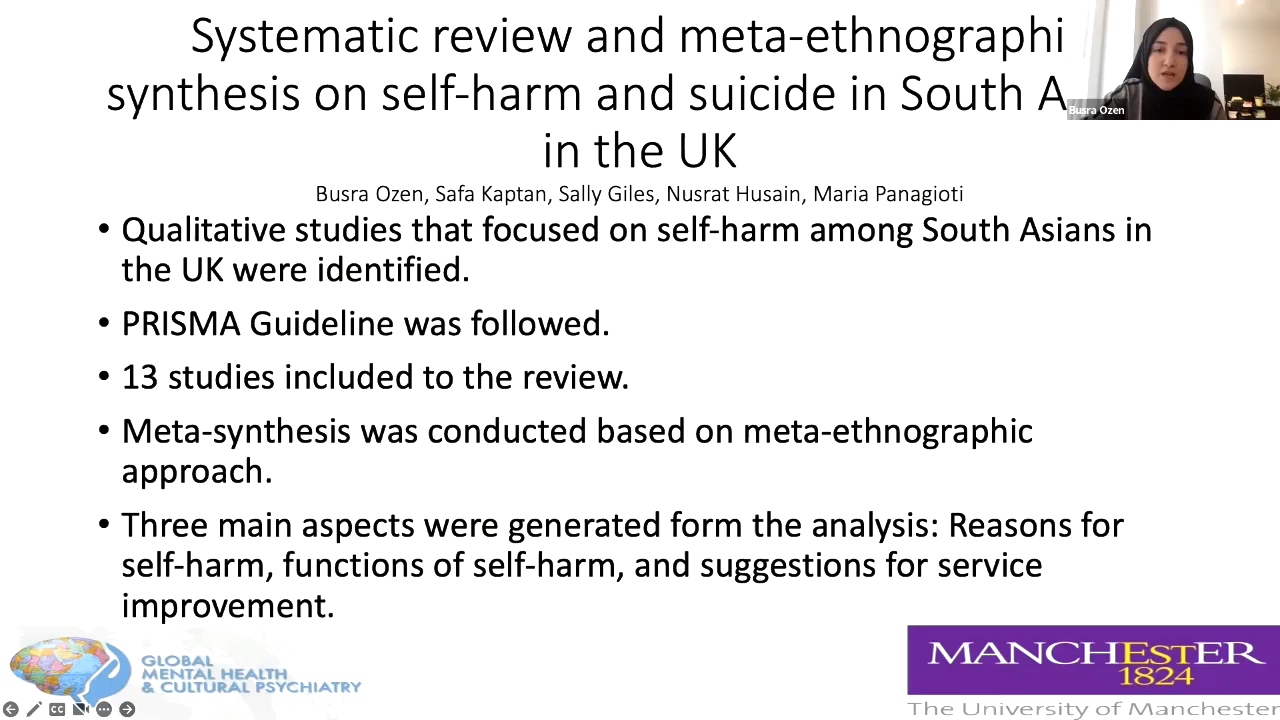 Systematic review and meta-ethnographi
synthesis on self-harm and suicide in South A
in the UK
Busra Ozen
Busra Ozen, Safa Kaptan, Sally Giles, Nusrat Husain, Maria Panagioti
• Qualitative studies that focused on self-harm among South Asians in
the UK were identified.
• PRISMA Guideline was followed.
• 13 studies included to the review.
• Meta-synthesis was conducted based on meta-ethnographic
approach.
• Three main aspects were generated form the analysis: Reasons for
self-harm, functions of self-harm, and suggestions for service
improvement.
GLOBAL
MENTAL HEALTH
& CULTURAL PSYCHIATRY
CC
MANCHESTER
1824
The University of Manchester